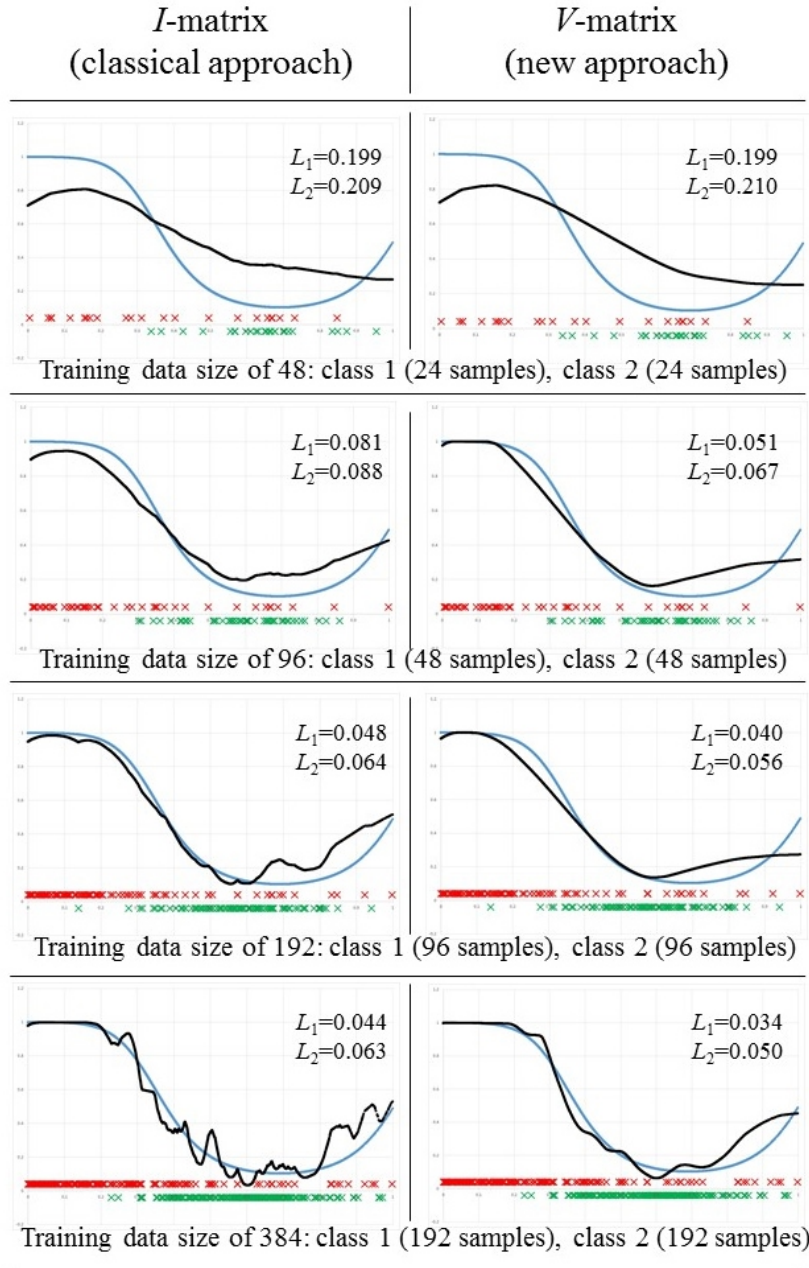 I-matrix
(classical approach)
V-matrix
(new approach)
L1=0.199
L2=0.209
L1=0.199
L2=0.210
Training data size of 48: class 1 (24 samples), class 2 (24 samples)
L1=0.081
L2=0.088
L1=0.051
L2=0.067
Training data size of 96: class 1 (48 samples), class 2 (48 samples)
L1=0.048
L2=0.064
L1=0.040
L2=0.056
Training data size of 192: class 1 (96 samples), class 2 (96 samples)
L1=0.044
L2=0.063
L1=0.034
L2=0.050
Training data size of 384: class 1 (192 samples), class 2 (192 samples)